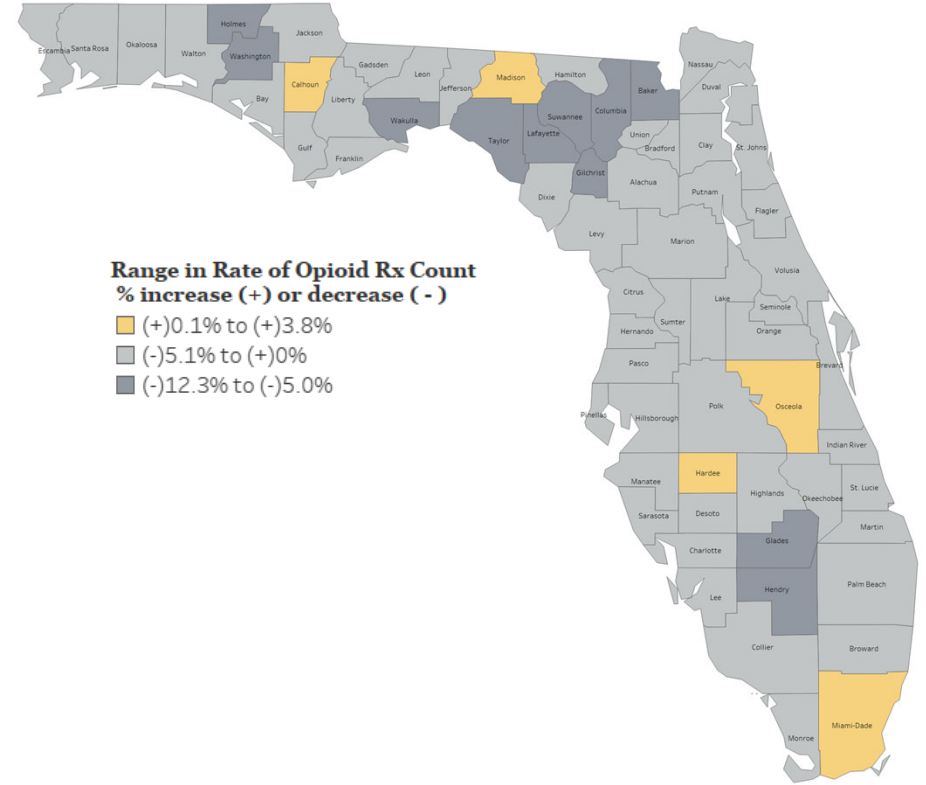 Holmes
Jackson
Escambia
Santa Rosa
Okaloosa
Walton
Washington
Gadsden
Leon
Jefferson
Madison
Hamilton
Nassau
Calhoun
Bay
Liberty
Baker
Duval
Wakulla
Taylor
Lafayette
Suwannee
Columbia
Union
Bradford
Clay
St. Johns
Gulf
Franklin
Gilchrist
Alachua
Dixie
Putnam
Flagler
Levy
Marion
Range in Rate of Opioid Rx Count
% increase (+) or decrease ( - )
(+)0.1% to (+)3.8%
(-)5.1% to (+)0%
(-)12.3% to (-)5.0%
Volusia
Citrus
Lake
Seminole
Sumter
Hernando
Orange
Pasco
Brevard
Pinellas
Hillsborough
Polk
Osceola
Indian River
Manatee
Hardee
Highlands
Okeechobee
St. Lucie
Sarasota
Desoto
Martin
Charlotte
Glades
Lee
Hendry
Palm Beach
Collier
Broward
Monroe
Miami-Dade